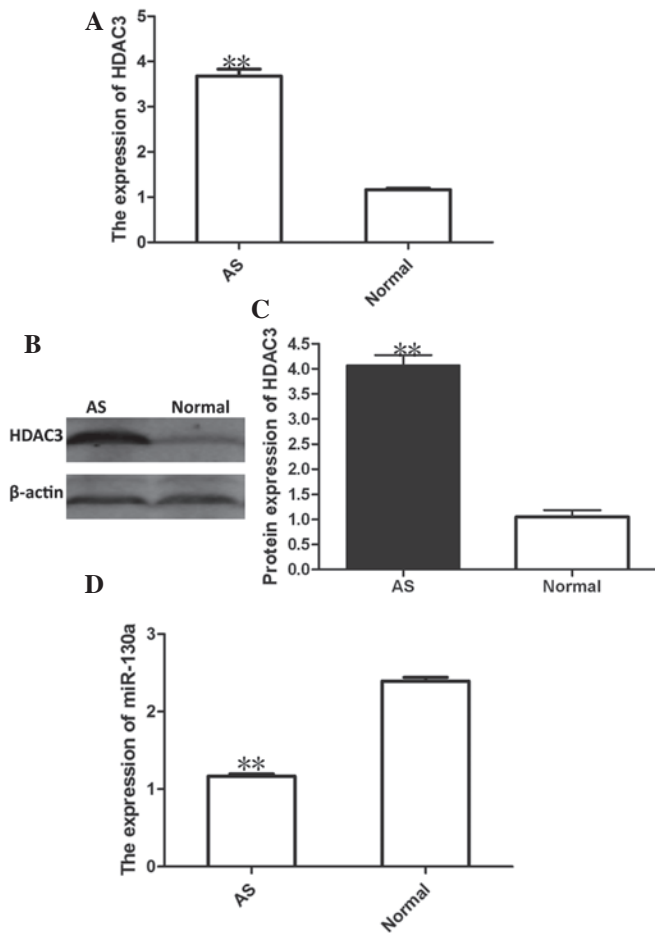 A
The expression of HDAC3
5
4
3
2
1
0
**
AS
Normal
B
AS Normal
HDAC3
β-actin
C
Protein expression of HDAC3
4.5
4.0
3.5
3.0
2.5
2.0
1.5
1.0
0.5
0.0
**
AS
Normal
D
The expression of miR-130a
3
2
1
0
**
AS
Normal